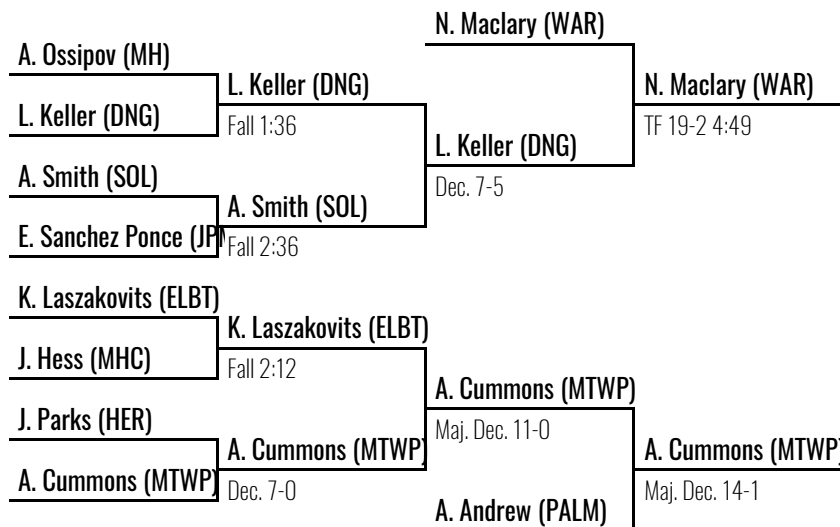 A. Ossipov (MH)
L. Keller (DNG)
A. Smith (SOL)
E. Sanchez Ponce (JP
K. Laszakovits (ELBT)
J. Hess (MHC)
J. Parks (HER)
A. Cummons (MTWP)
L. Keller (DNG)
Fall 1:36
A. Smith (SOL)
Fall 2:36
K. Laszakovits (ELBT)
Fall 2:12
A. Cummons (MTWP)
Dec. 7-0
N. Maclary (WAR)
L. Keller (DNG)
Dec. 7-5
A. Cummons (MTWP)
Maj. Dec. 11-0
A. Andrew (PALM)
N. Maclary (WAR)
TF 19-2 4:49
A. Cummons (MTWP)
Maj. Dec. 14-1